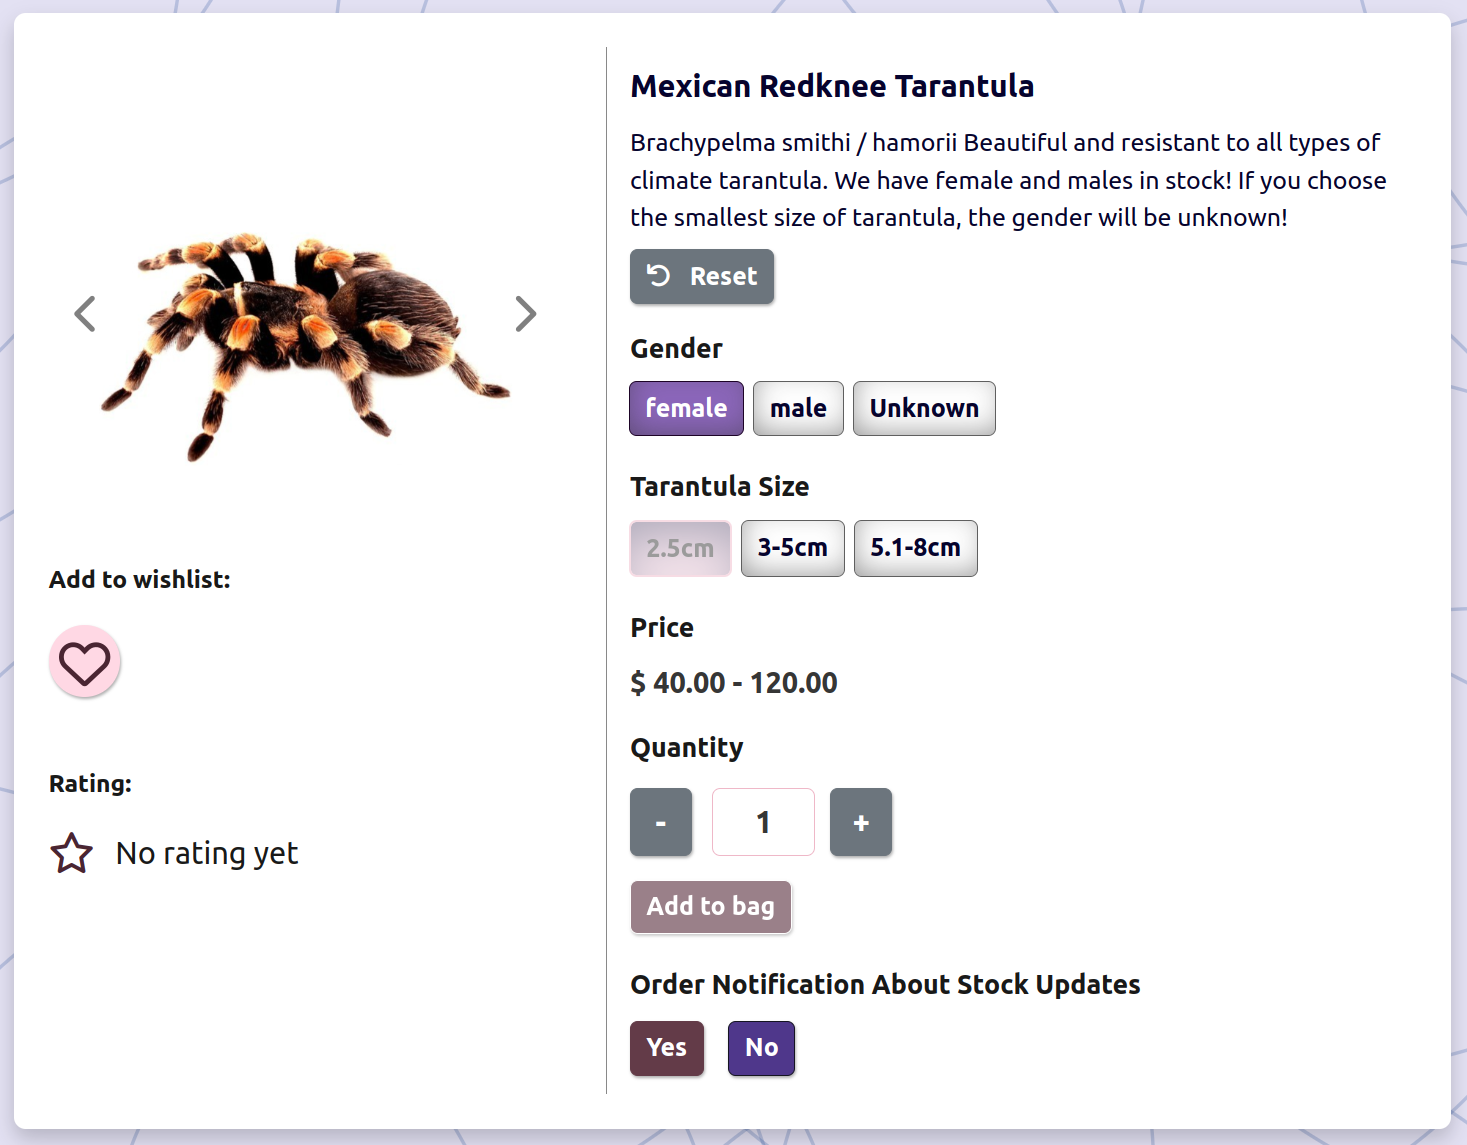 Mexican Redknee Tarantula
Brachypelma smithi / hamorii Beautiful and resistant to all types of
climate tarantula. We have female and males in stock! If you choose
the smallest size of tarantula, the gender will be unknown!
Reset
Gender
female male Unknown
Tarantula Size
2.5cm 3-5cm 5.1-8cm
Price
$ 40.00 - 120.00
Quantity
- 1 +
Add to bag
Order Notification About Stock Updates
Yes No
Add to wishlist:
Rating:
No rating yet